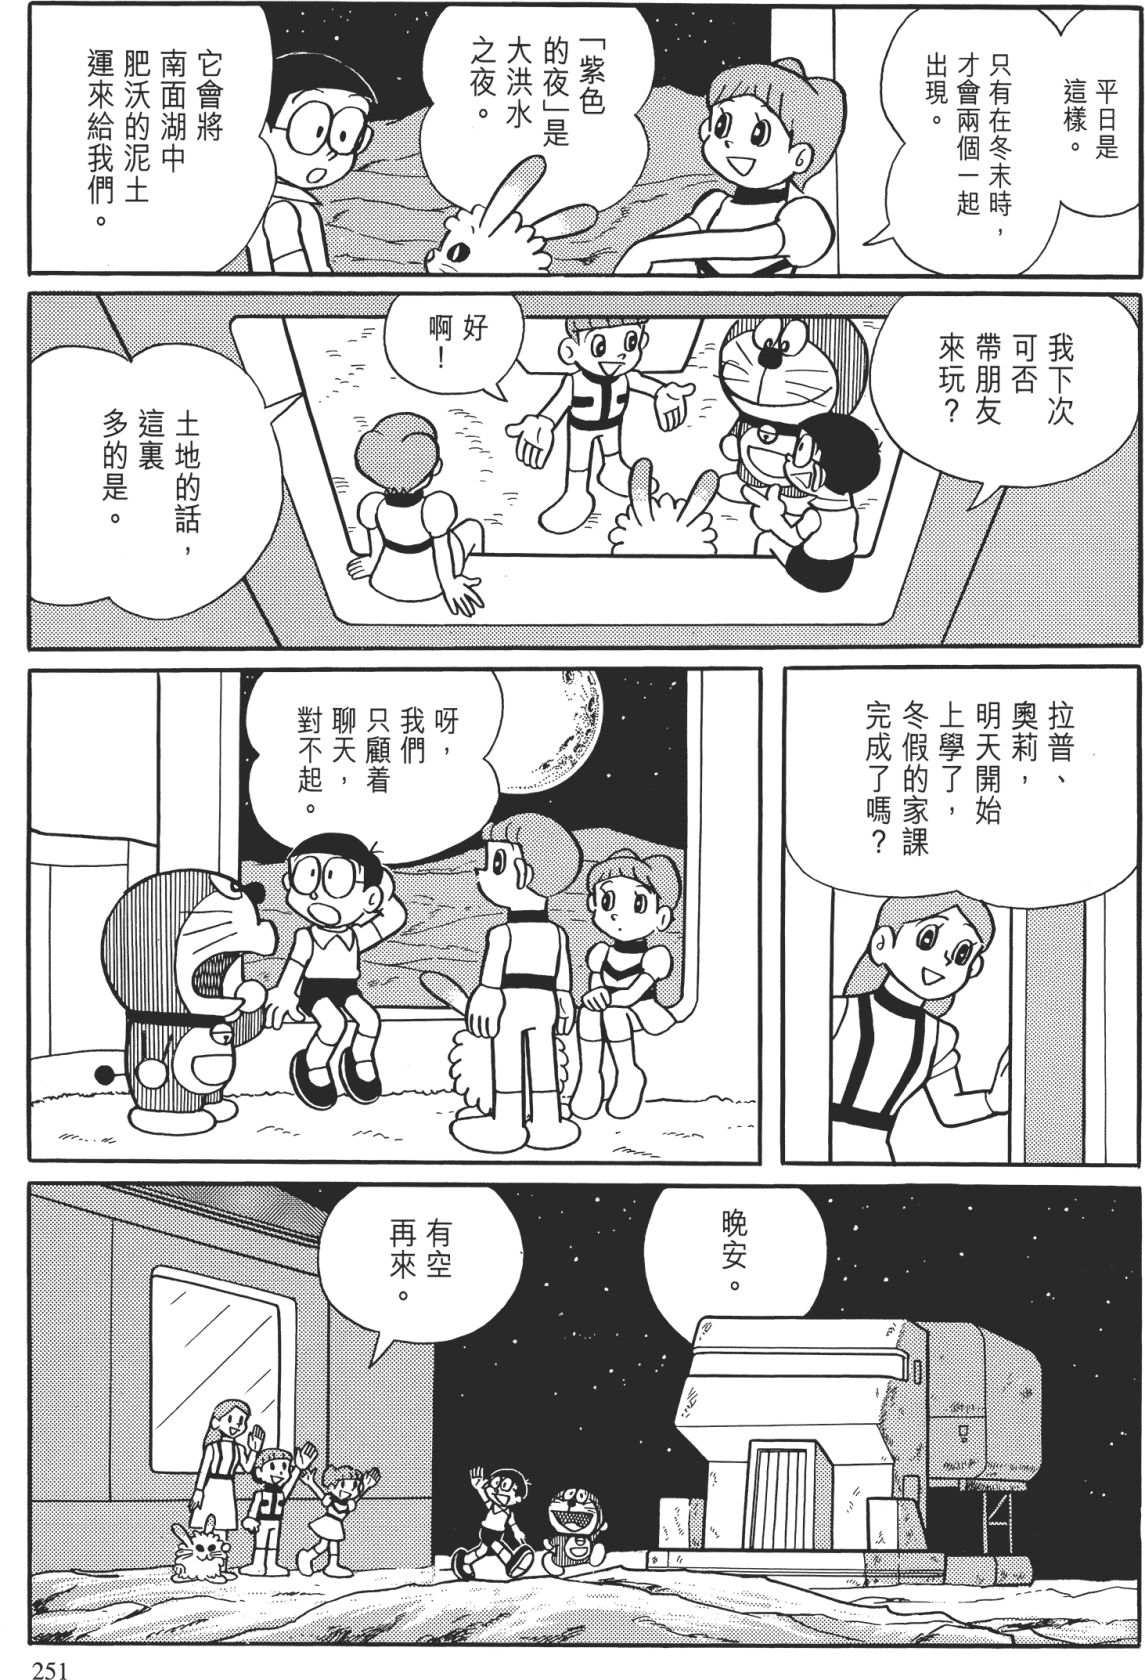 平日是
這樣。
只有在冬末時，
才會兩個一起
出現。
「紫色
的夜」是
大洪水
之夜。
它會將
南面湖中
肥沃的泥土
運來給我們。
我下次
可否
帶朋友
來玩？
好
啊！
土地的話，
這裏
多的是。
拉普、
奧莉，
明天開始
上學了，
冬假的家課
完成了嗎？
呀，
我們
只顧着
聊天，
對不起。
晚安。
有空
再來。
251